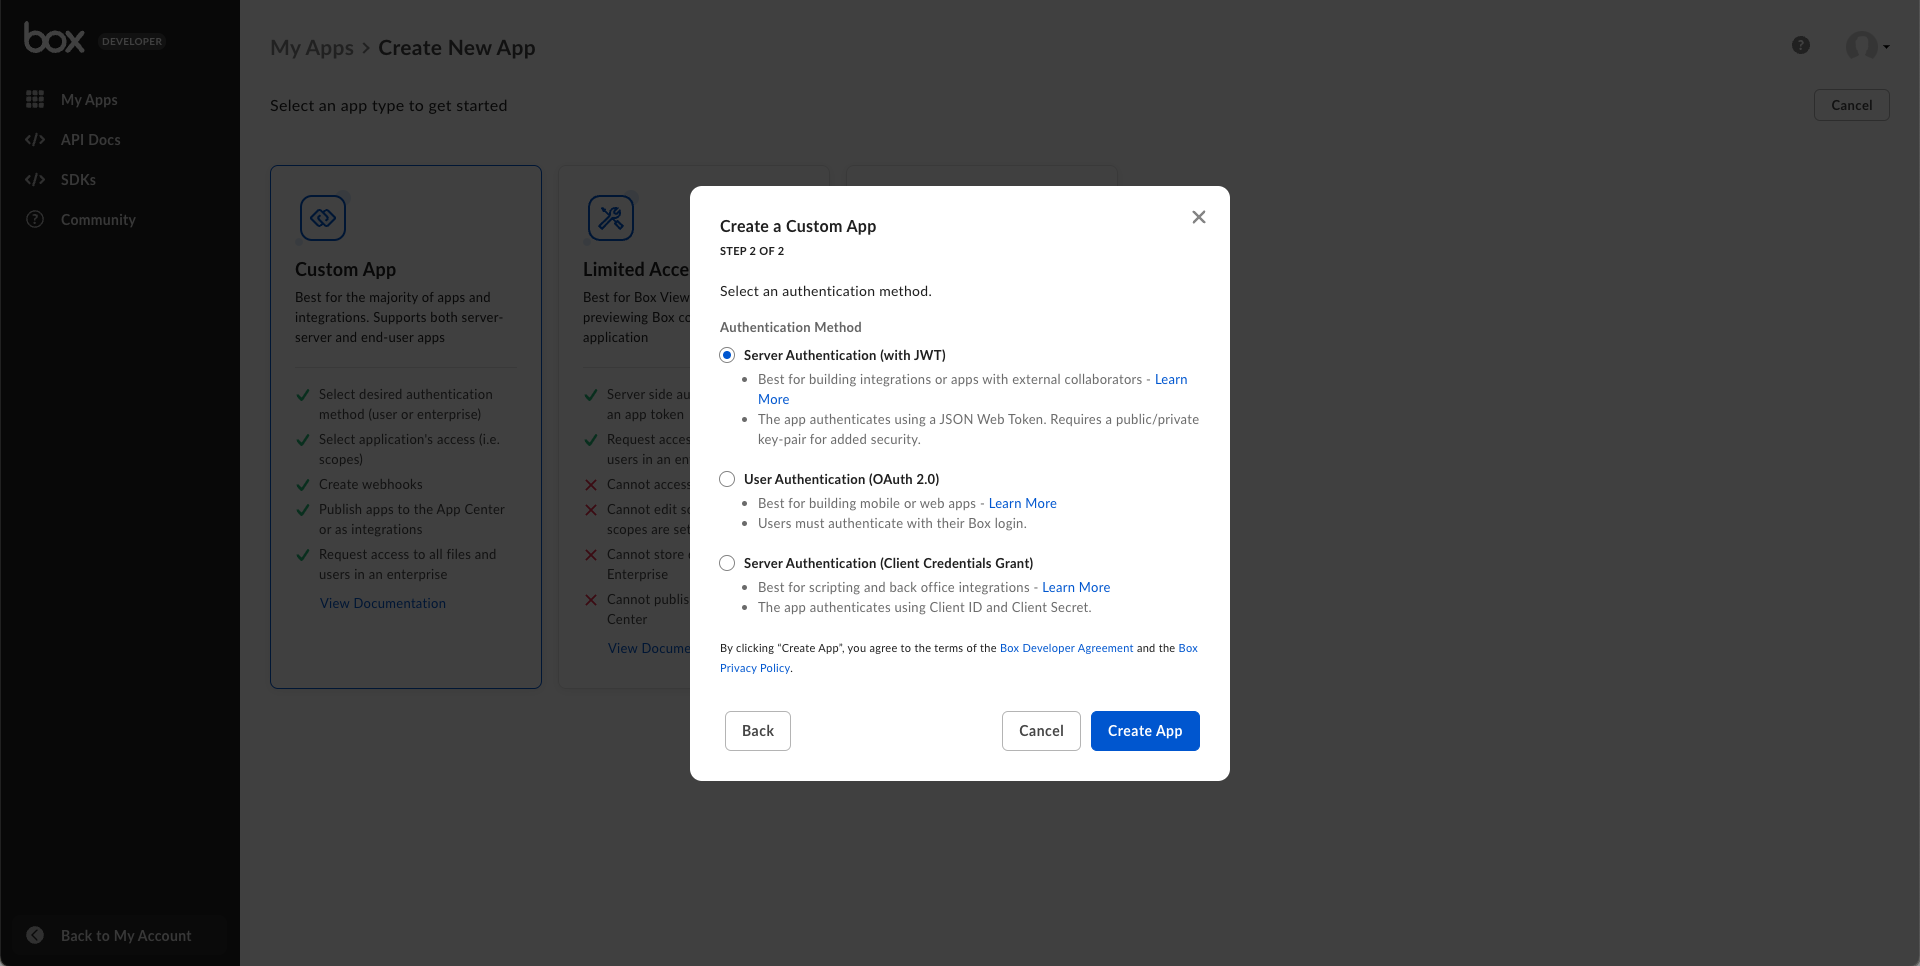 box DEVELOPER
My Apps
API Docs
SDKs
Community
Back to My Account
My Apps > Create New App
Select an app type to get started
Cancel
Custom App
Best for the majority of apps and
integrations. Supports both server-
server and end-user apps
Select desired authentication
method (user or enterprise)
Select application's access (i.e.
scopes)
Create webhooks
Publish apps to the App Center
or as integrations
Request access to all files and
users in an enterprise
View Documentation
Limited Acce
Best for Box View
previewing Box co
application
Server side au
an app token
Request acces
users in an en
Cannot access
Cannot edit sc
scopes are set
Cannot store
Enterprise
Cannot publis
Center
View Docume
Create a Custom App
STEP 2 OF 2
Select an authentication method.
Authentication Method
Server Authentication (with JWT)
• Best for building integrations or apps with external collaborators - Learn
More
• The app authenticates using a JSON Web Token. Requires a public/private
key-pair for added security.
User Authentication (OAuth 2.0)
• Best for building mobile or web apps - Learn More
• Users must authenticate with their Box login.
Server Authentication (Client Credentials Grant)
• Best for scripting and back office integrations - Learn More
• The app authenticates using Client ID and Client Secret.
By clicking “Create App”, you agree to the terms of the Box Developer Agreement and the Box
Privacy Policy.
Back
Cancel
Create App